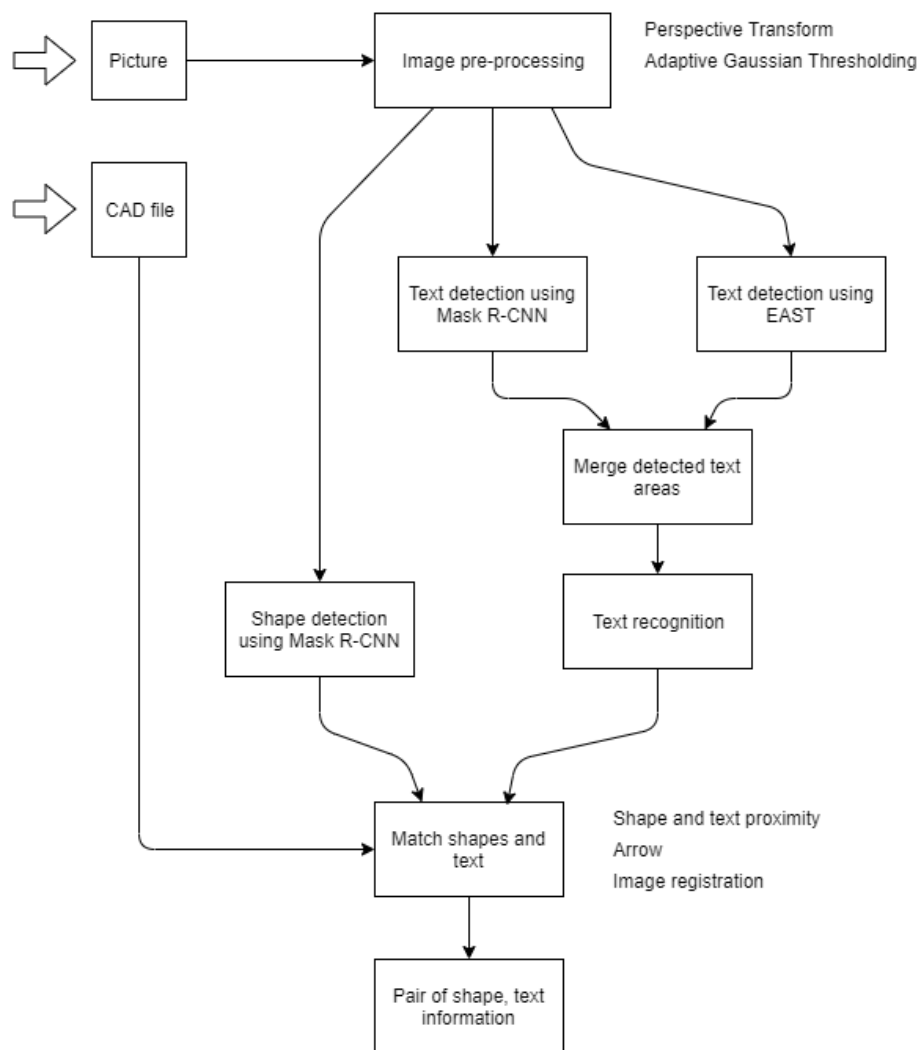 Picture
Image pre-processing
Perspective Transform
Adaptive Gaussian Thresholding
CAD file
Text detection using
Mask R-CNN
Text detection using
EAST
Merge detected text
areas
Shape detection
using Mask R-CNN
Text recognition
Match shapes and
text
Shape and text proximity
Arrow
Image registration
Pair of shape, text
information